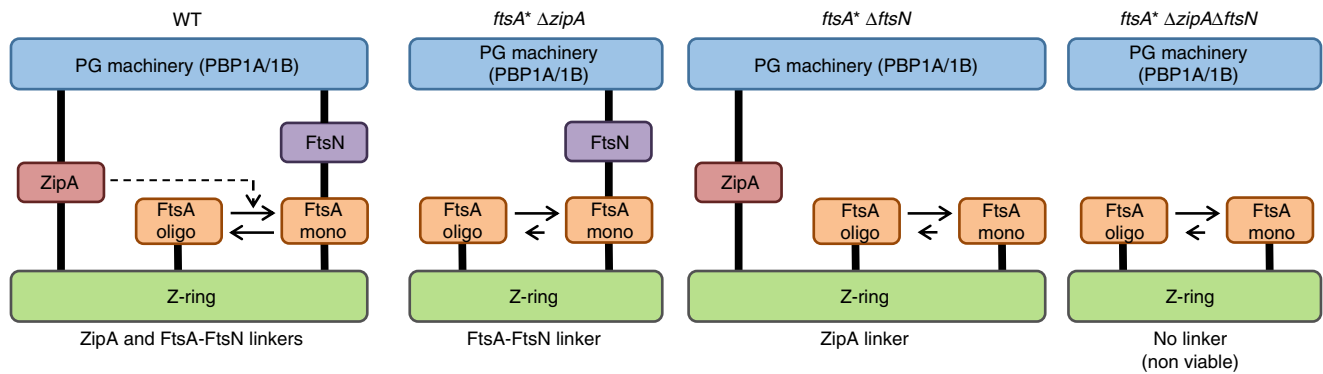 WT
PG machinery (PBP1A/1B)
FtsN
ZipA
FtsA
oligo
FtsA
mono
Z-ring
ZipA and FtsA-FtsN linkers
ftsA* ΔzipA
PG machinery
(PBP1A/1B)
FtsN
FtsA
oligo
FtsA
mono
Z-ring
FtsA-FtsN linker
ftsA* ΔftsN
PG machinery (PBP1A/1B)
ZipA
FtsA
oligo
FtsA
mono
Z-ring
ZipA linker
ftsA* ΔzipAΔftsN
PG machinery
(PBP1A/1B)
FtsA
oligo
FtsA
mono
Z-ring
No linker
(non viable)